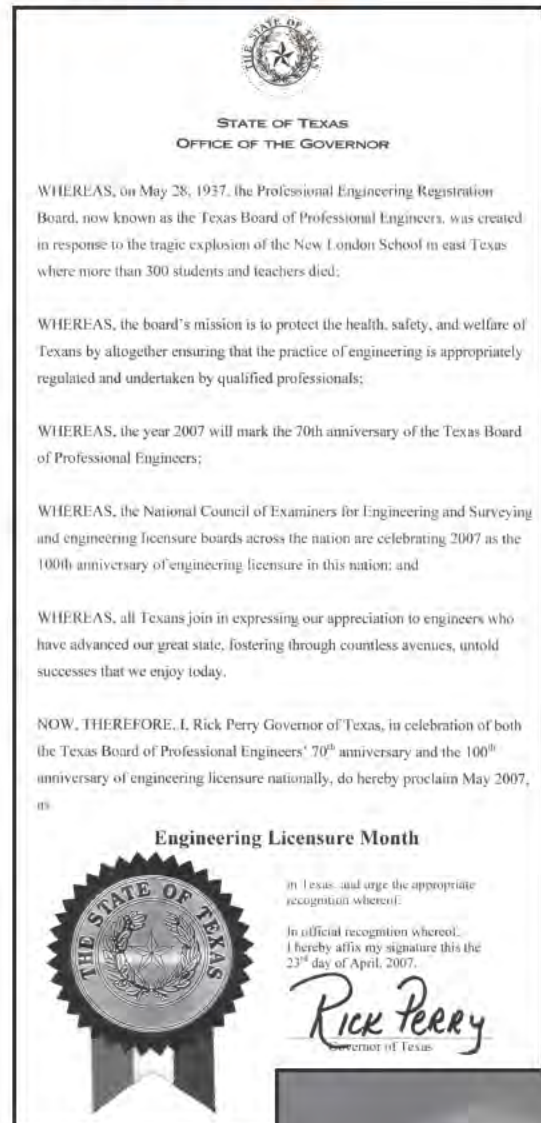 THE STATE OF TEXAS
STATE OF TEXAS
OFFICE OF THE GOVERNOR
WHEREAS, on May 28, 1937, the Professional Engineering Registration
Board, now known as the Texas Board of Professional Engineers, was created
in response to the tragic explosion of the New London School in east Texas
where more than 300 students and teachers died;
WHEREAS, the board's mission is to protect the health, safety, and welfare of
Texans by altogether ensuring that the practice of engineering is appropriately
regulated and undertaken by qualified professionals;
WHEREAS, the year 2007 will mark the 70th anniversary of the Texas Board
of Professional Engineers;
WHEREAS, the National Council of Examiners for Engineering and Surveying
and engineering licensure boards across the nation are celebrating 2007 as the
100th anniversary of engineering licensure in this nation; and
WHEREAS, all Texans join in expressing our appreciation to engineers who
have advanced our great state, fostering through countless avenues, untold
successes that we enjoy today.
NOW, THEREFORE, I, Rick Perry Governor of Texas, in celebration of both
the Texas Board of Professional Engineers' 70th anniversary and the 100th
anniversary of engineering licensure nationally, do hereby proclaim May 2007,
as
Engineering Licensure Month
THE STATE OF TEXAS
in Texas, and urge the appropriate
recognition whereof.
In official recognition whereof,
I hereby affix my signature this the
23rd day of April, 2007.
RICK PERRY
Governor of Texas